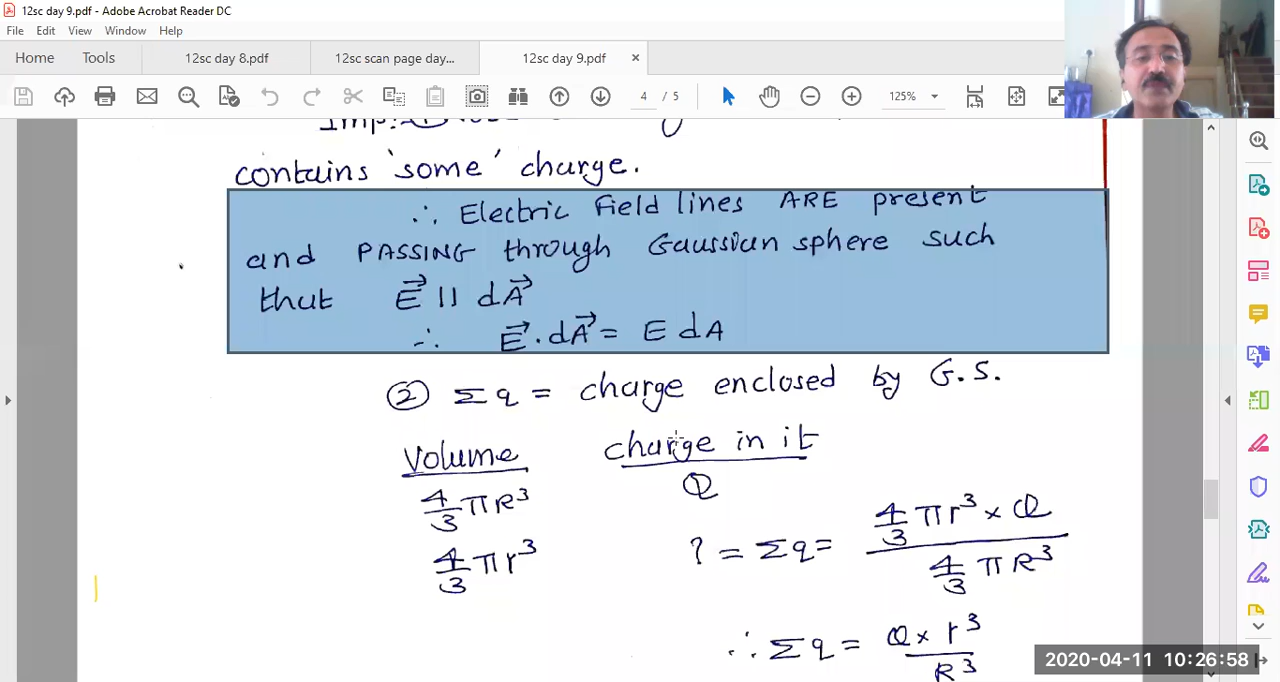 12sc day 9.pdf - Adobe Acrobat Reader DC
File Edit View Window Help
Home Tools 12sc day 8.pdf 12sc scan page day... 12sc day 9.pdf ×
4 / 5 125%
contains 'some' charge.
∴ Electric Field lines ARE present
and PASSING through Gaussian sphere such
that E⃗ || dA⃗
∴ E⃗ . dA⃗ = E dA
② Σq = charge enclosed by G.S.
Volume charge in it
4/3 πR³ Q
4/3 πr³ ? = Σq = (4/3 πr³ × Q) / (4/3 πR³)
∴ Σq = Q × r³ / R³
2020-04-11 10:26:58